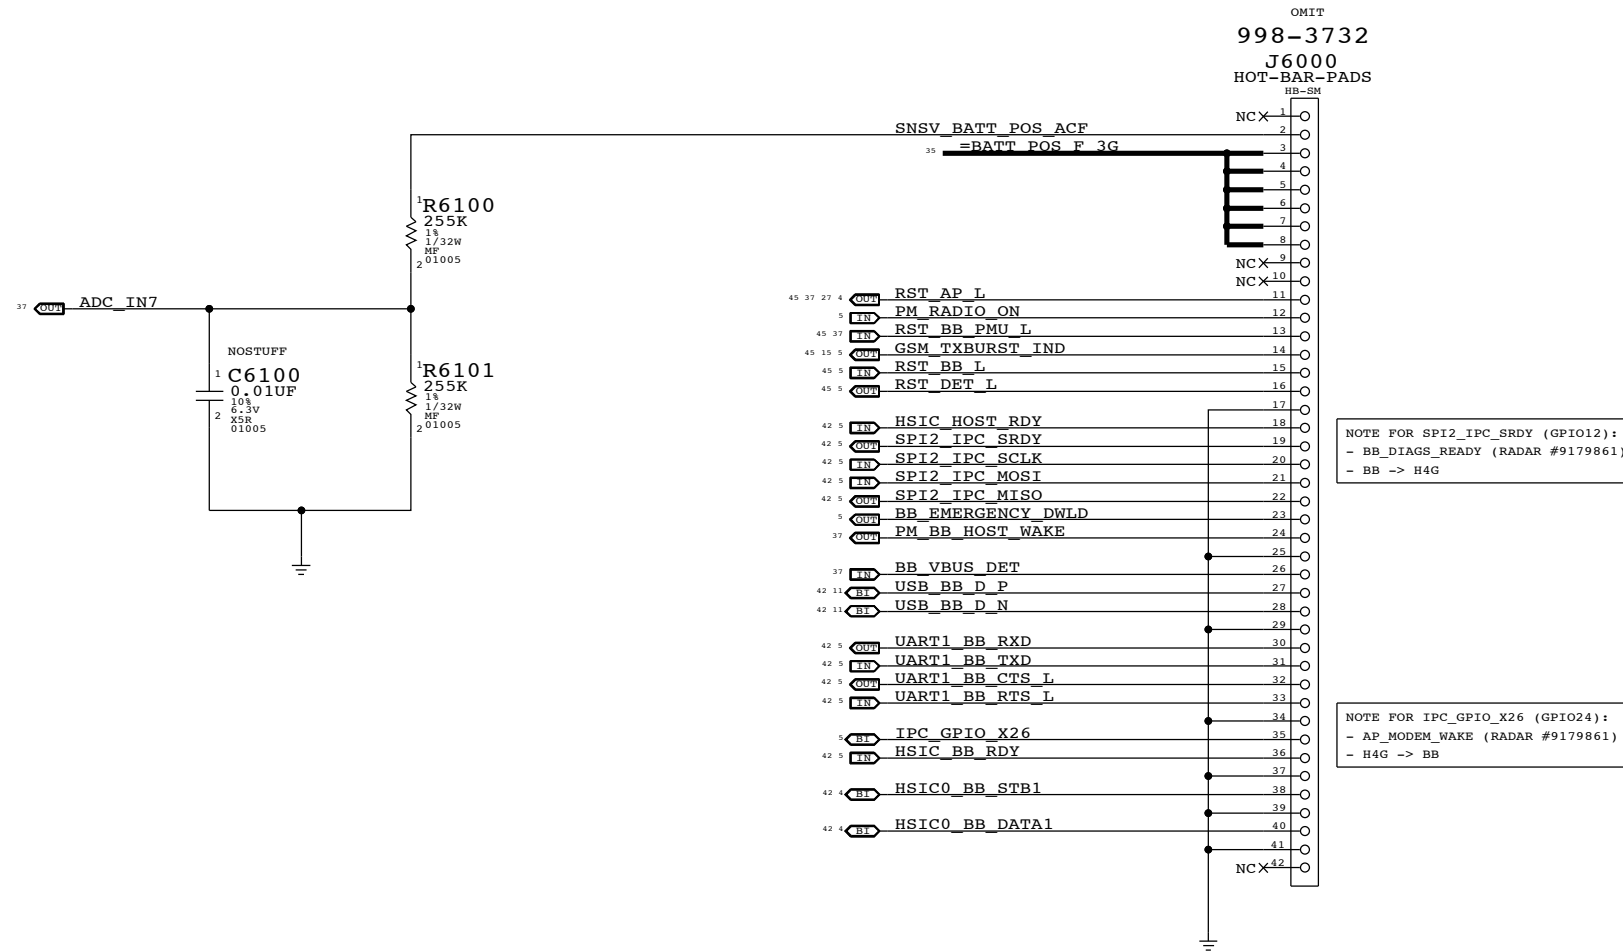 OMIT
998-3732
J6000
HOT-BAR-PADS
HB-SM
NC 1
SNSV_BATT_POS_ACF 2
35 =BATT_POS_F_3G 3
4
5
6
7
8
NC 9
NC 10
1 R6100
255K
1%
1/32W
MF
2 01005
37 OUT ADC_IN7
NOSTUFF
1 C6100
0.01UF
10%
6.3V
2 X5R
01005
1 R6101
255K
1%
1/32W
MF
2 01005
45 37 27 4 OUT RST_AP_L 11
5 IN PM_RADIO_ON 12
45 37 IN RST_BB_PMU_L 13
45 15 5 OUT GSM_TXBURST_IND 14
45 5 IN RST_BB_L 15
45 5 OUT RST_DET_L 16
17
42 5 IN HSIC_HOST_RDY 18
42 5 OUT SPI2_IPC_SRDY 19
42 5 IN SPI2_IPC_SCLK 20
42 5 IN SPI2_IPC_MOSI 21
42 5 OUT SPI2_IPC_MISO 22
5 OUT BB_EMERGENCY_DWLD 23
37 OUT PM_BB_HOST_WAKE 24
25
37 IN BB_VBUS_DET 26
42 11 BI USB_BB_D_P 27
42 11 BI USB_BB_D_N 28
29
42 5 OUT UART1_BB_RXD 30
42 5 IN UART1_BB_TXD 31
42 5 OUT UART1_BB_CTS_L 32
42 5 IN UART1_BB_RTS_L 33
34
5 BI IPC_GPIO_X26 35
42 5 IN HSIC_BB_RDY 36
37
42 4 BI HSIC0_BB_STB1 38
39
42 4 BI HSIC0_BB_DATA1 40
41
NC 42
NOTE FOR SPI2_IPC_SRDY (GPIO12):
- BB_DIAGS_READY (RADAR #9179861)
- BB -> H4G
NOTE FOR IPC_GPIO_X26 (GPIO24):
- AP_MODEM_WAKE (RADAR #9179861)
- H4G -> BB